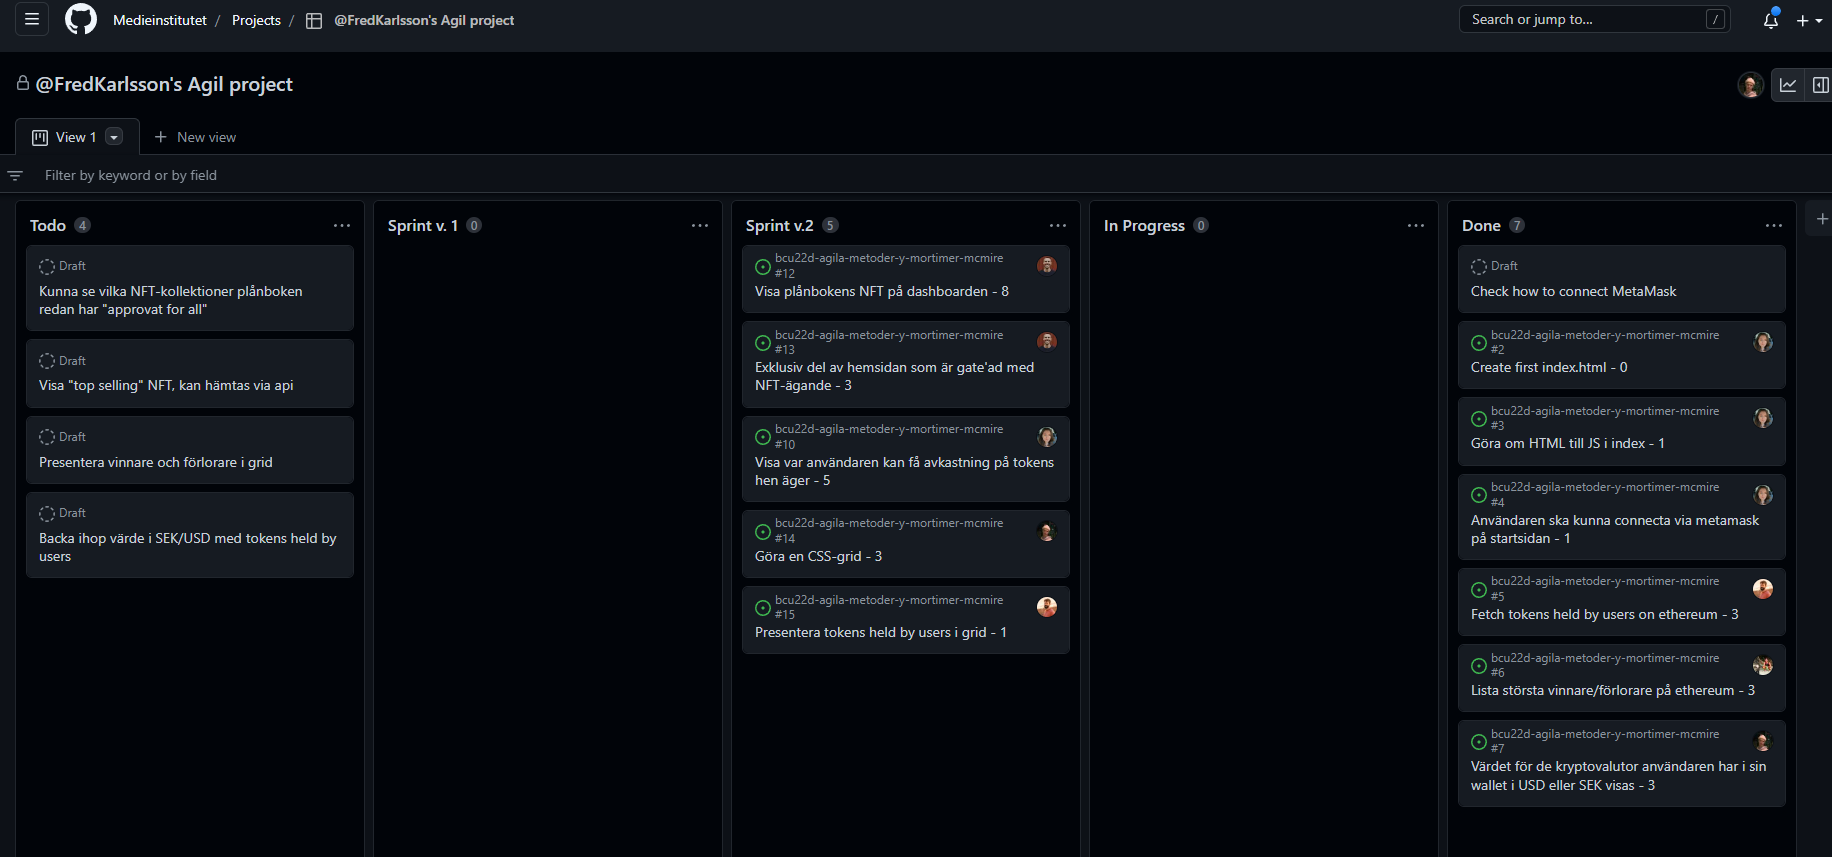 Medieinstitutet / Projects / @FredKarlsson's Agil project
Search or jump to... /
@FredKarlsson's Agil project
View 1
New view
Filter by keyword or by field
Todo 4
Draft
Kunna se vilka NFT-kollektioner plånboken
redan har "approvat for all"
Draft
Visa "top selling" NFT, kan hämtas via api
Draft
Presentera vinnare och förlorare i grid
Draft
Backa ihop värde i SEK/USD med tokens held by
users
Sprint v. 1 0
Sprint v.2 5
bcu22d-agila-metoder-y-mortimer-mcmire
#12
Visa plånbokens NFT på dashboarden - 8
bcu22d-agila-metoder-y-mortimer-mcmire
#13
Exklusiv del av hemsidan som är gate'ad med
NFT-ägande - 3
bcu22d-agila-metoder-y-mortimer-mcmire
#10
Visa var användaren kan få avkastning på tokens
hen äger - 5
bcu22d-agila-metoder-y-mortimer-mcmire
#14
Göra en CSS-grid - 3
bcu22d-agila-metoder-y-mortimer-mcmire
#15
Presentera tokens held by users i grid - 1
In Progress 0
Done 7
Draft
Check how to connect MetaMask
bcu22d-agila-metoder-y-mortimer-mcmire
#2
Create first index.html - 0
bcu22d-agila-metoder-y-mortimer-mcmire
#3
Göra om HTML till JS i index - 1
bcu22d-agila-metoder-y-mortimer-mcmire
#4
Användaren ska kunna connecta via metamask
på startsidan - 1
bcu22d-agila-metoder-y-mortimer-mcmire
#5
Fetch tokens held by users on ethereum - 3
bcu22d-agila-metoder-y-mortimer-mcmire
#6
Lista största vinnare/förlorare på ethereum - 3
bcu22d-agila-metoder-y-mortimer-mcmire
#7
Värdet för de kryptovalutor användaren har i sin
wallet i USD eller SEK visas - 3